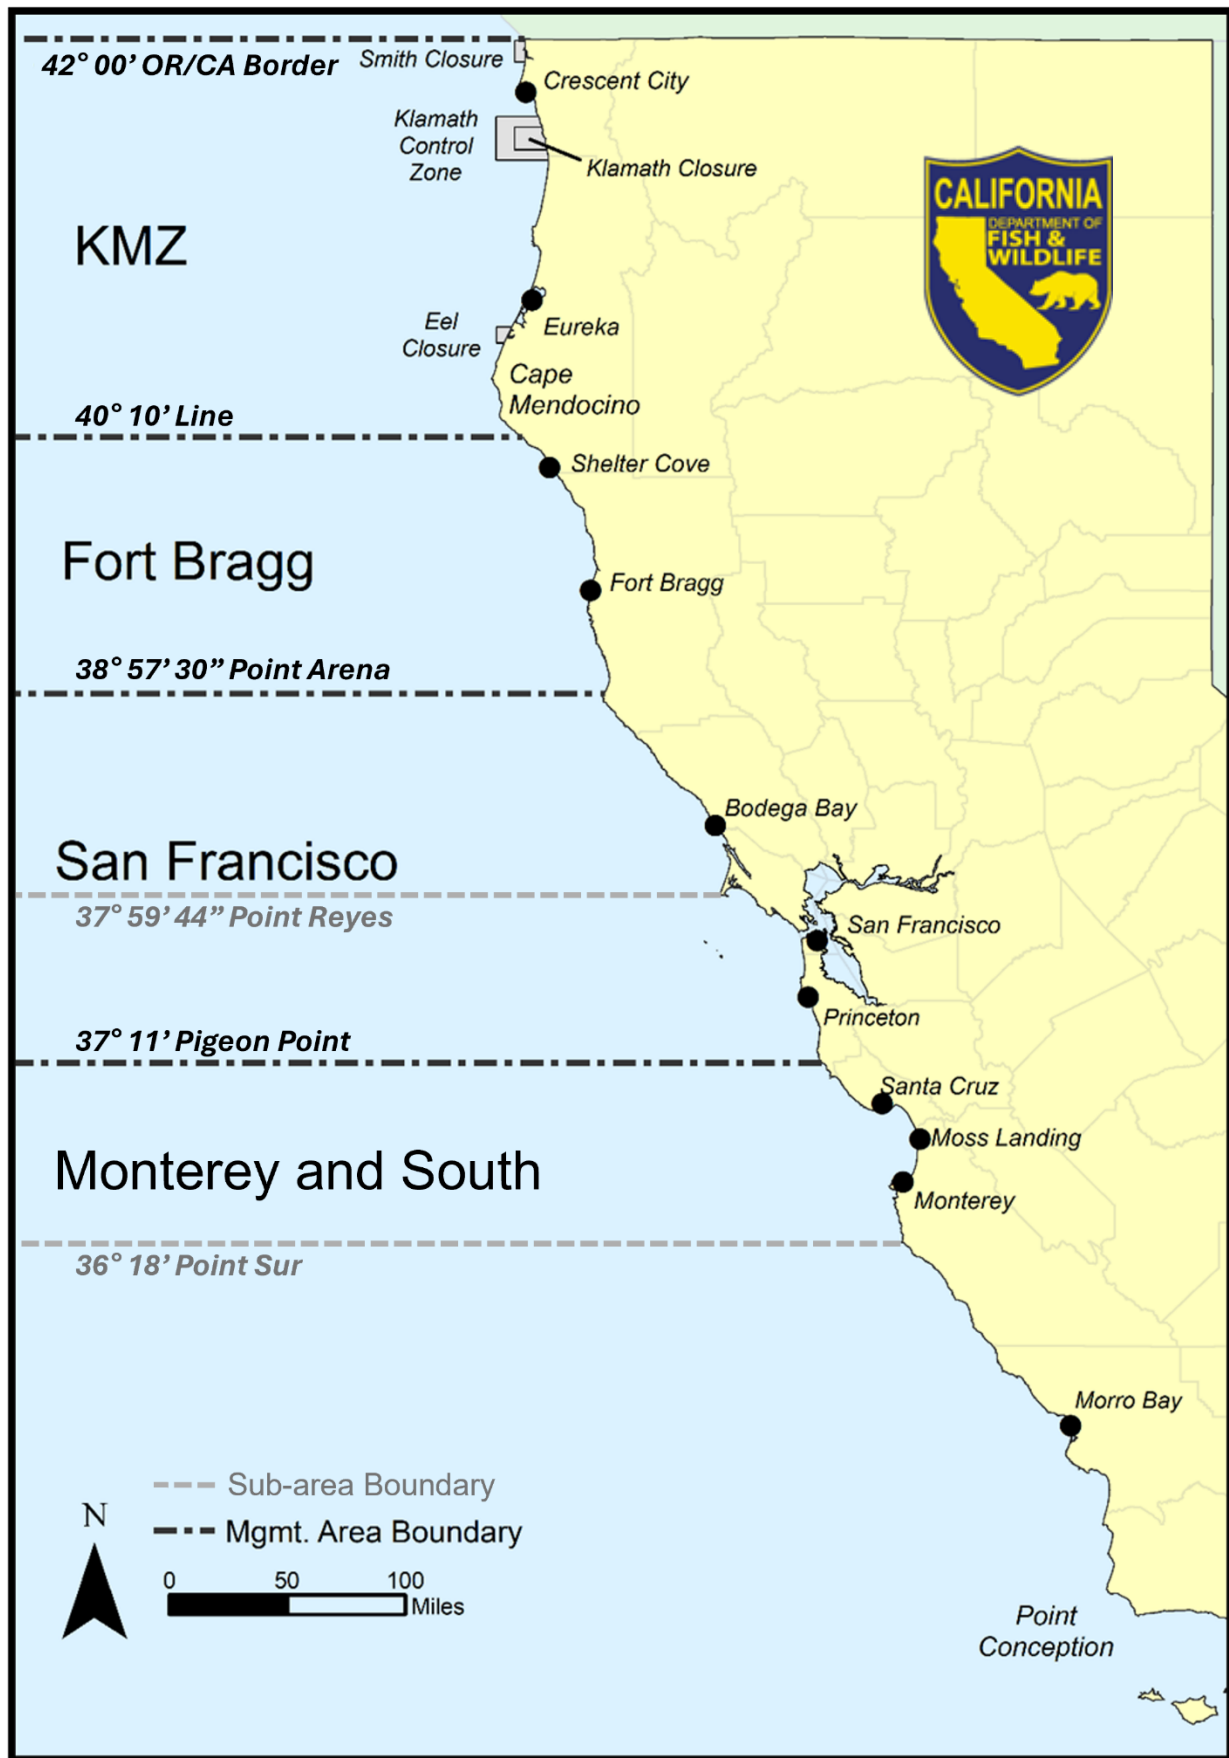 42° 00’ OR/CA Border
Smith Closure
Crescent City
Klamath
Control
Zone
Klamath Closure
CALIFORNIA
DEPARTMENT OF
FISH &
WILDLIFE
KMZ
Eel
Closure
Eureka
Cape
Mendocino
40° 10’ Line
Shelter Cove
Fort Bragg
Fort Bragg
38° 57’ 30” Point Arena
Bodega Bay
San Francisco
37° 59’ 44” Point Reyes
San Francisco
Princeton
37° 11’ Pigeon Point
Santa Cruz
Moss Landing
Monterey and South
Monterey
36° 18’ Point Sur
Morro Bay
Sub-area Boundary
Mgmt. Area Boundary
N
0 50 100
Miles
Point
Conception